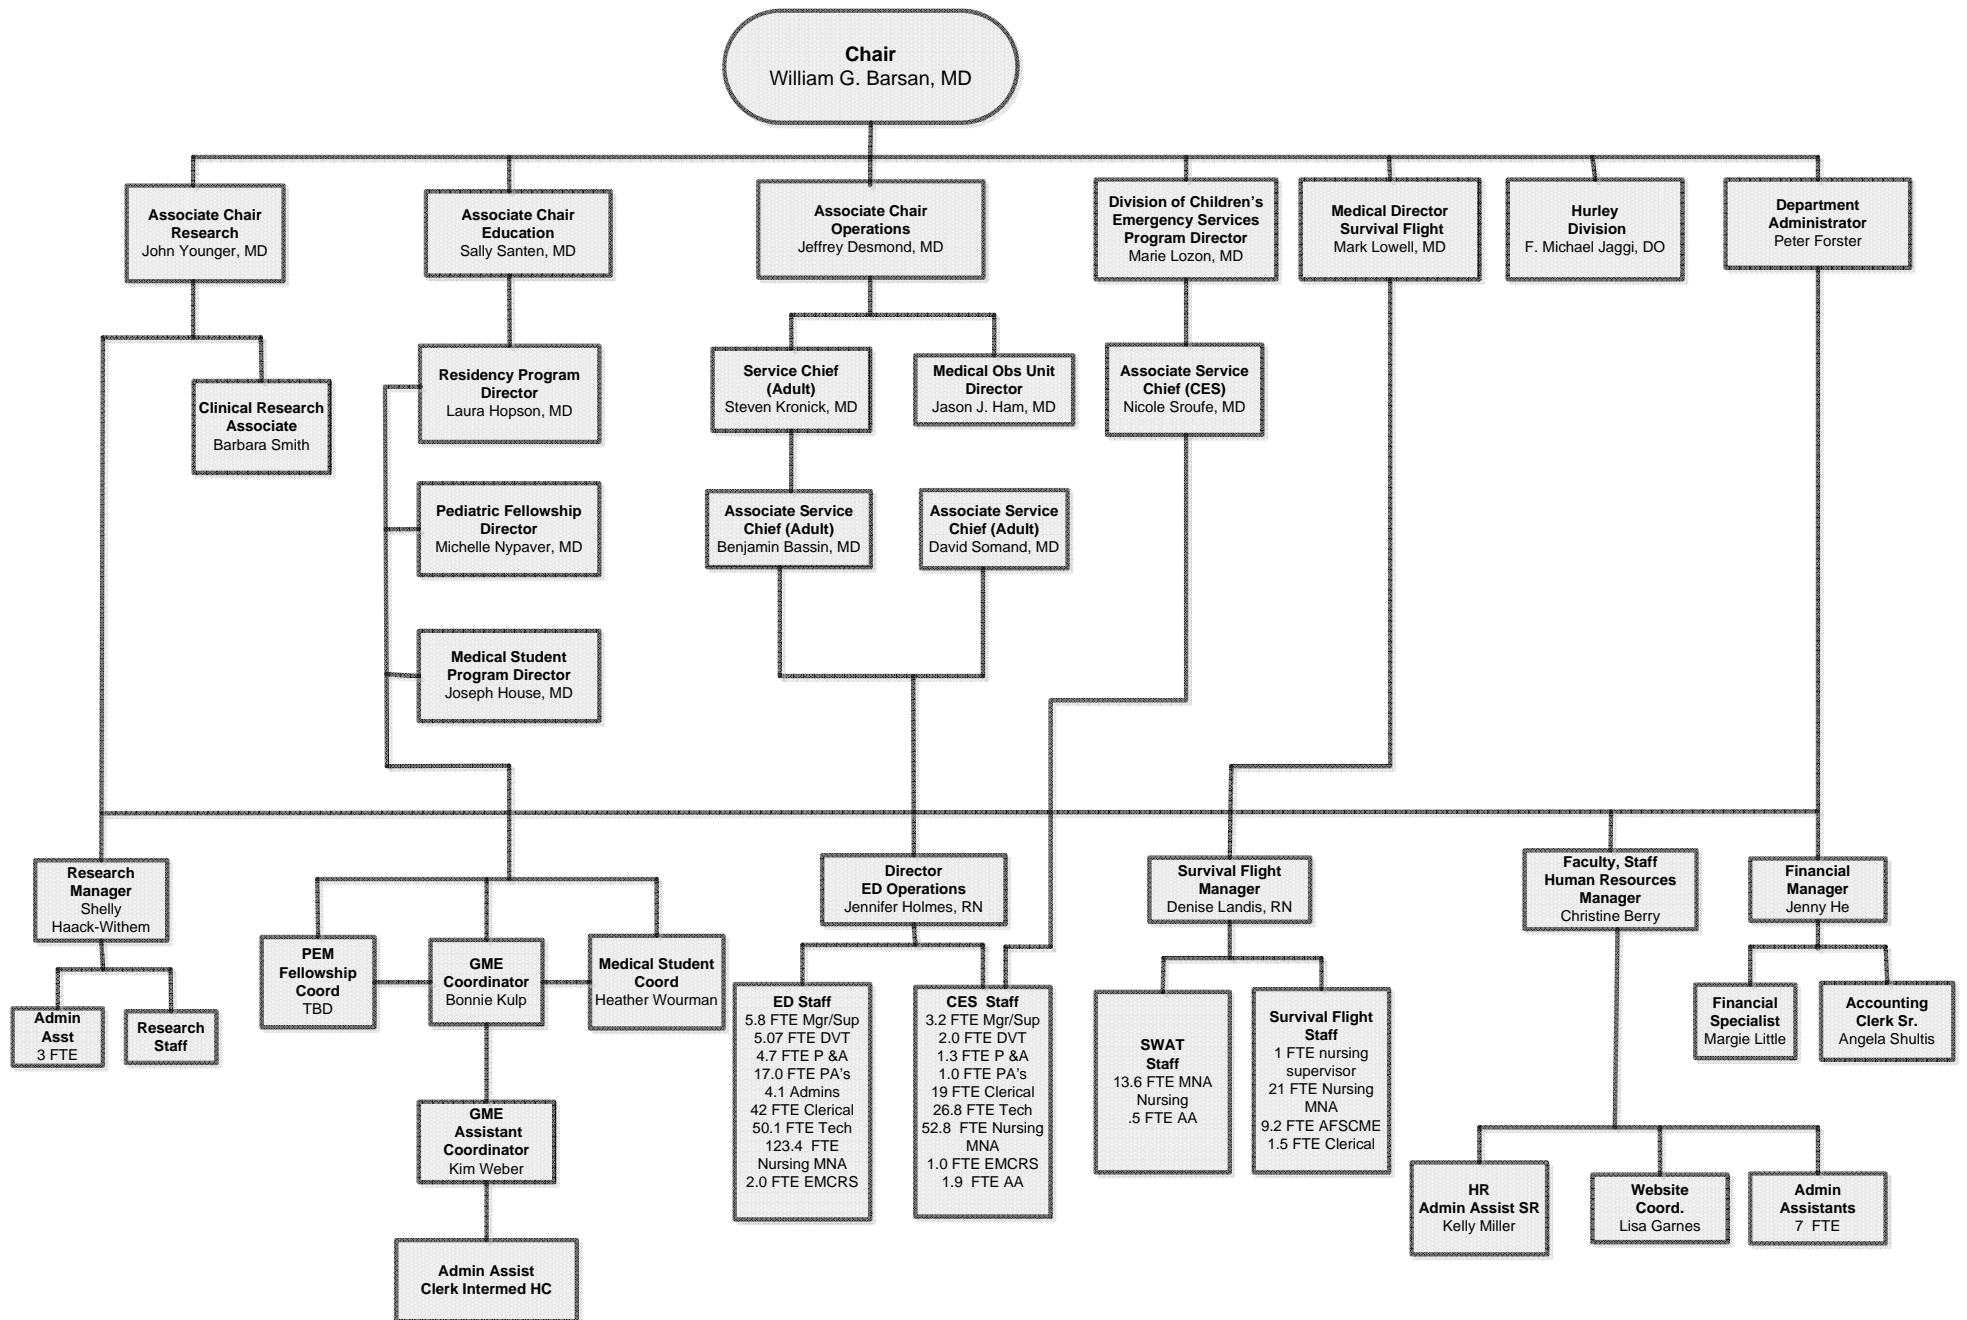 Chair
William G. Barsan, MD
Associate Chair
Research
John Younger, MD
Associate Chair
Education
Sally Santen, MD
Associate Chair
Operations
Jeffrey Desmond, MD
Division of Children’s
Emergency Services
Program Director
Marie Lozon, MD
Medical Director
Survival Flight
Mark Lowell, MD
Hurley
Division
F. Michael Jaggi, DO
Department
Administrator
Peter Forster
Clinical Research
Associate
Barbara Smith
Residency Program
Director
Laura Hopson, MD
Service Chief
(Adult)
Steven Kronick, MD
Medical Obs Unit
Director
Jason J. Ham, MD
Associate Service
Chief (CES)
Nicole Sroufe, MD
Pediatric Fellowship
Director
Michelle Nypaver, MD
Associate Service
Chief (Adult)
Benjamin Bassin, MD
Associate Service
Chief (Adult)
David Somand, MD
Medical Student
Program Director
Joseph House, MD
Research
Manager
Shelly
Haack-Withem
Director
ED Operations
Jennifer Holmes, RN
Survival Flight
Manager
Denise Landis, RN
Faculty, Staff
Human Resources
Manager
Christine Berry
Financial
Manager
Jenny He
PEM
Fellowship
Coord
TBD
GME
Coordinator
Bonnie Kulp
Medical Student
Coord
Heather Wourman
Admin
Asst
3 FTE
Research
Staff
ED Staff
5.8 FTE Mgr/Sup
5.07 FTE DVT
4.7 FTE P &A
17.0 FTE PA’s
4.1 Admins
42 FTE Clerical
50.1 FTE Tech
123.4 FTE
Nursing MNA
2.0 FTE EMCRS
CES Staff
3.2 FTE Mgr/Sup
2.0 FTE DVT
1.3 FTE P &A
1.0 FTE PA’s
19 FTE Clerical
26.8 FTE Tech
52.8 FTE Nursing
MNA
1.0 FTE EMCRS
1.9 FTE AA
SWAT
Staff
13.6 FTE MNA
Nursing
.5 FTE AA
Survival Flight
Staff
1 FTE nursing
supervisor
21 FTE Nursing
MNA
9.2 FTE AFSCME
1.5 FTE Clerical
Financial
Specialist
Margie Little
Accounting
Clerk Sr.
Angela Shultis
GME
Assistant
Coordinator
Kim Weber
HR
Admin Assist SR
Kelly Miller
Website
Coord.
Lisa Garnes
Admin
Assistants
7 FTE
Admin Assist
Clerk Intermed HC